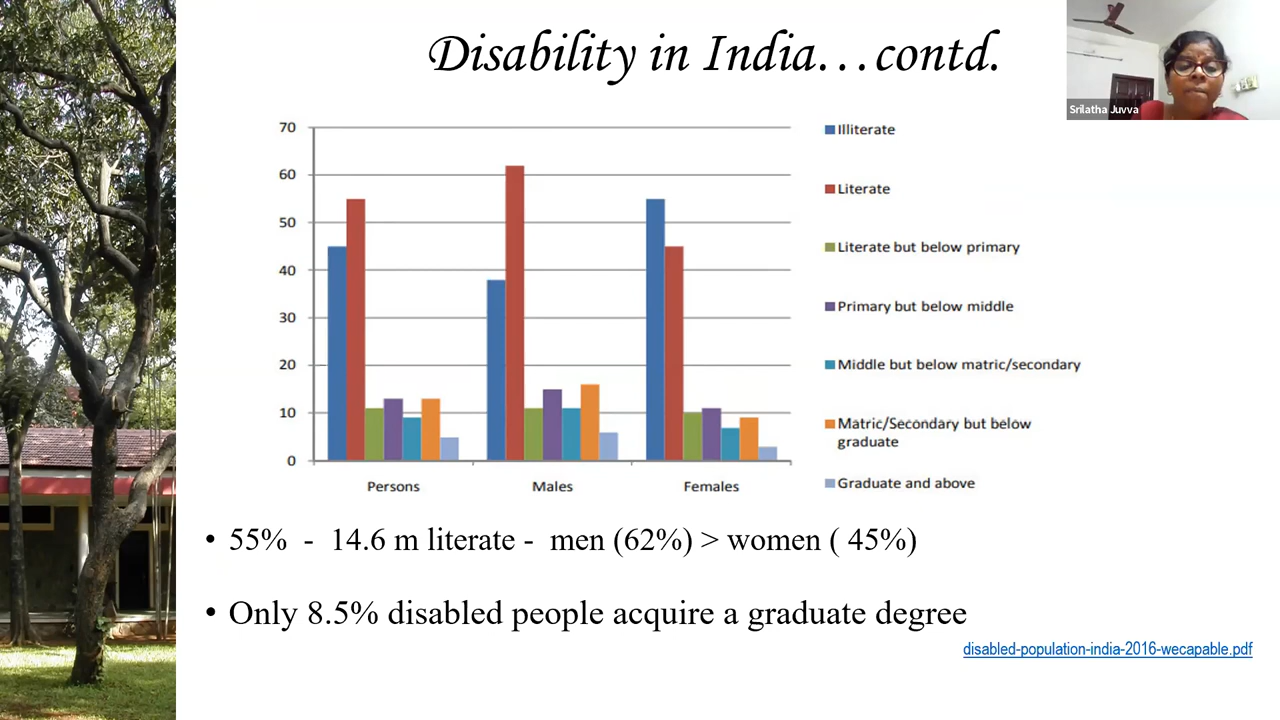 Disability in India…contd.
Srilatha Juvva
70
60
50
40
30
20
10
0
Persons
Males
Females
Illiterate
Literate
Literate but below primary
Primary but below middle
Middle but below matric/secondary
Matric/Secondary but below
graduate
Graduate and above
• 55% - 14.6 m literate - men (62%) > women ( 45%)
• Only 8.5% disabled people acquire a graduate degree
disabled-population-india-2016-wecapable.pdf